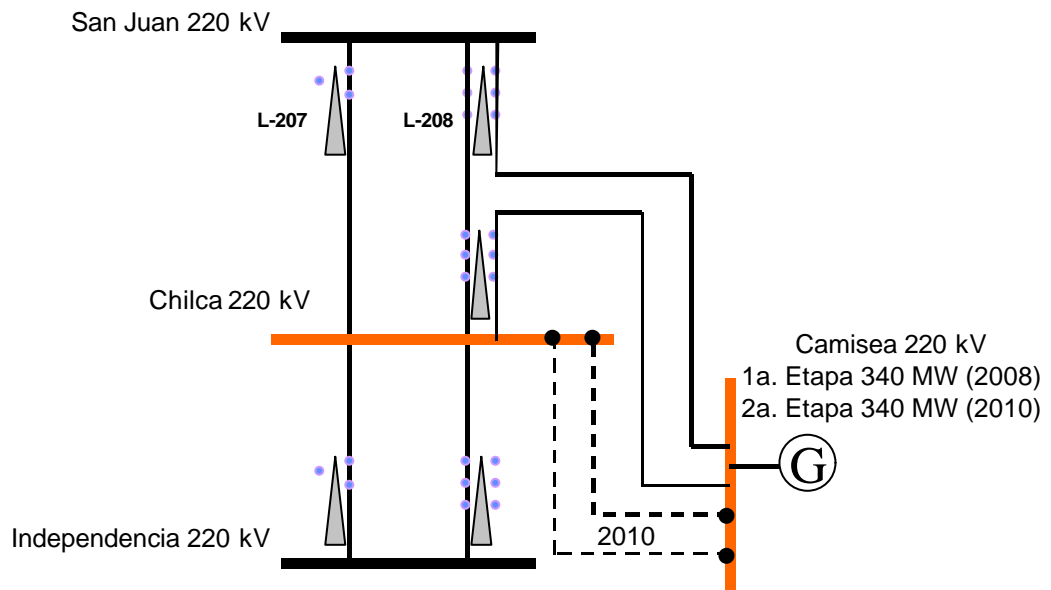 San Juan 220 kV
L-207
L-208
Chilca 220 kV
Camisea 220 kV
1a. Etapa 340 MW (2008)
2a. Etapa 340 MW (2010)
G
2010
Independencia 220 kV